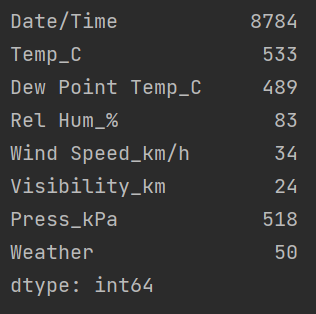 Date/Time 8784
Temp_C 533
Dew Point Temp_C 489
Rel Hum_% 83
Wind Speed_km/h 34
Visibility_km 24
Press_kPa 518
Weather 50
dtype: int64